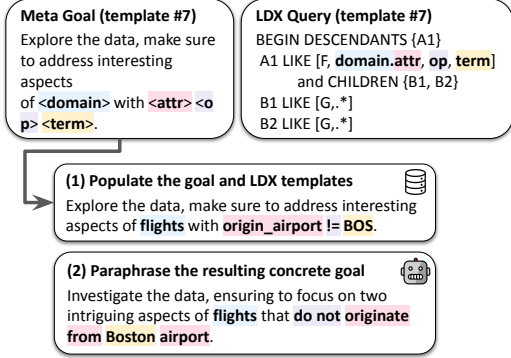 Meta Goal (template #7)
Explore the data, make sure
to address interesting
aspects
of <domain> with <attr> <o
p> <term>.
LDX Query (template #7)
BEGIN DESCENDANTS {A1}
A1 LIKE [F, domain.attr, op, term]
and CHILDREN {B1, B2}
B1 LIKE [G,.*]
B2 LIKE [G,.*]
(1) Populate the goal and LDX templates
Explore the data, make sure to address interesting
aspects of flights with origin_airport != BOS.
(2) Paraphrase the resulting concrete goal
Investigate the data, ensuring to focus on two
intriguing aspects of flights that do not originate
from Boston airport.